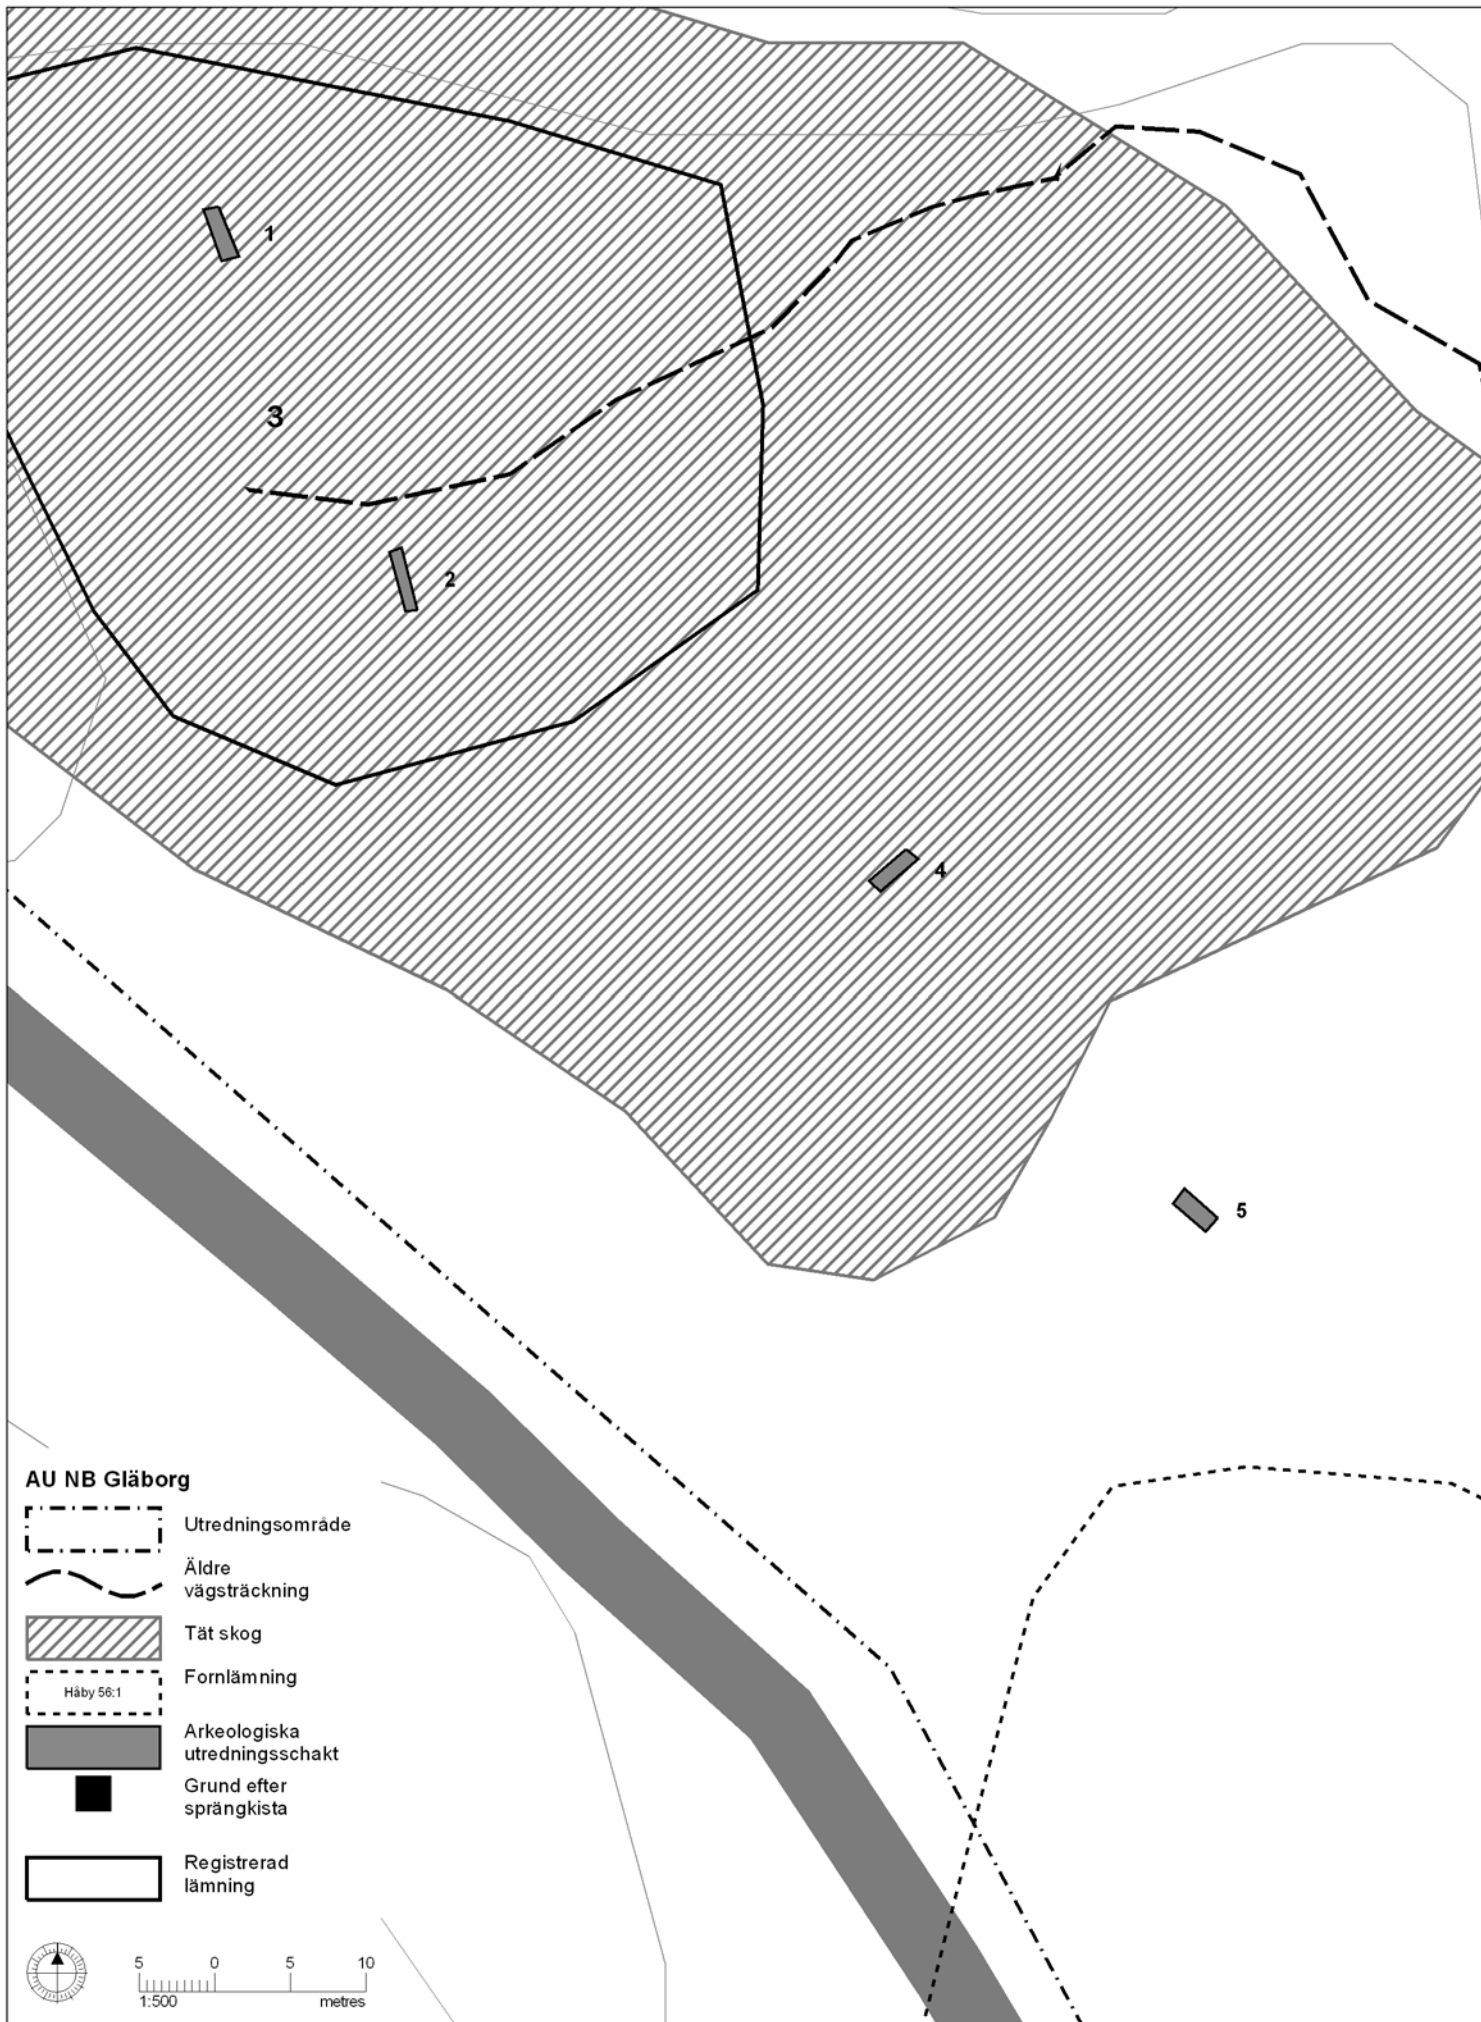 1
3
2
4
5
AU NB Gläborg
Utredningsområde
Äldre
vägsträckning
Tät skog
Fornlämning
Håby 56:1
Arkeologiska
utredningsschakt
Grund efter
sprängkista
Registrerad
lämning
5 0 5 10
1:500 metres